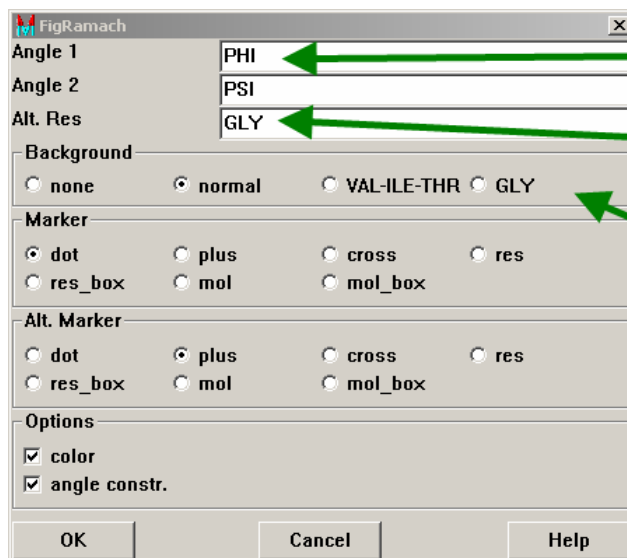 FigRamach
Angle 1 PHI
Angle 2 PSI
Alt. Res GLY
Background
none normal VAL-ILE-THR GLY
Marker
dot plus cross res
res_box mol mol_box
Alt. Marker
dot plus cross res
res_box mol mol_box
Options
color
angle constr.
OK Cancel Help